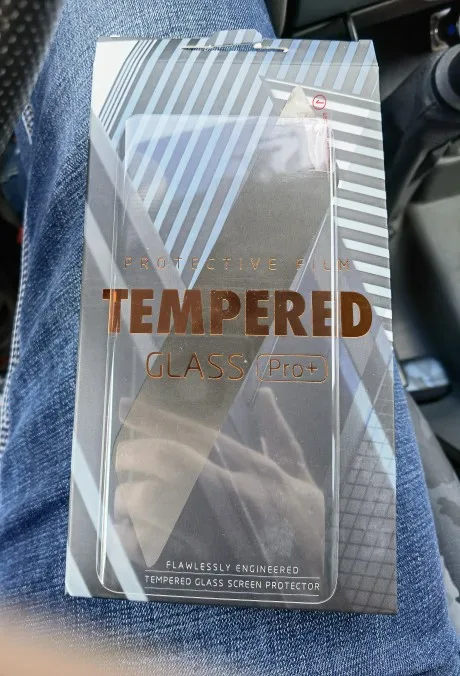 PROTECTIVE FILM
TEMPERED
GLASS Pro+
FLAWLESSLY ENGINEERED
TEMPERED GLASS SCREEN PROTECTOR